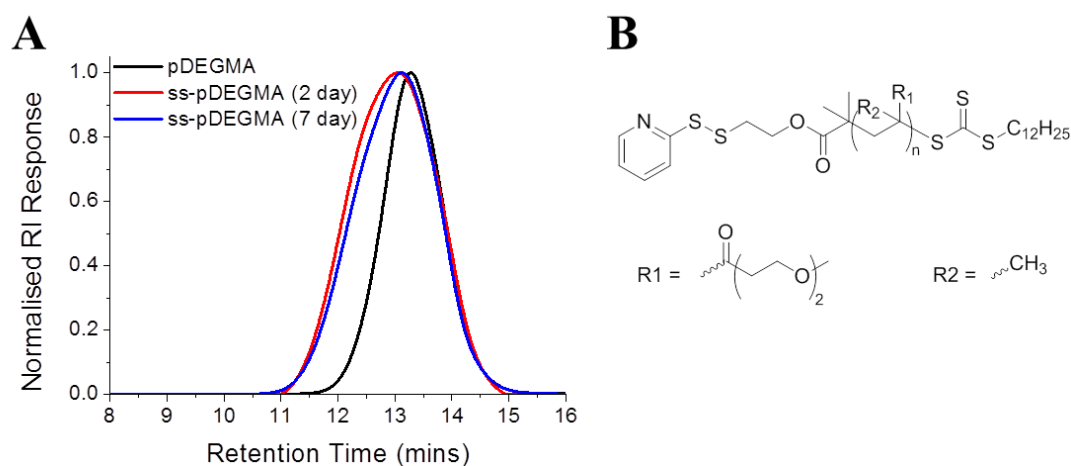 A
pDEGMA
ss-pDEGMA (2 day)
ss-pDEGMA (7 day)
Normalised RI Response
1.0
0.8
0.6
0.4
0.2
0.0
8 9 10 11 12 13 14 15 16
Retention Time (mins)
B
N
S
S
O
O
R2
R1
n
S
S
S
C12H25
R1 =
O
O
2
R2 =
CH3